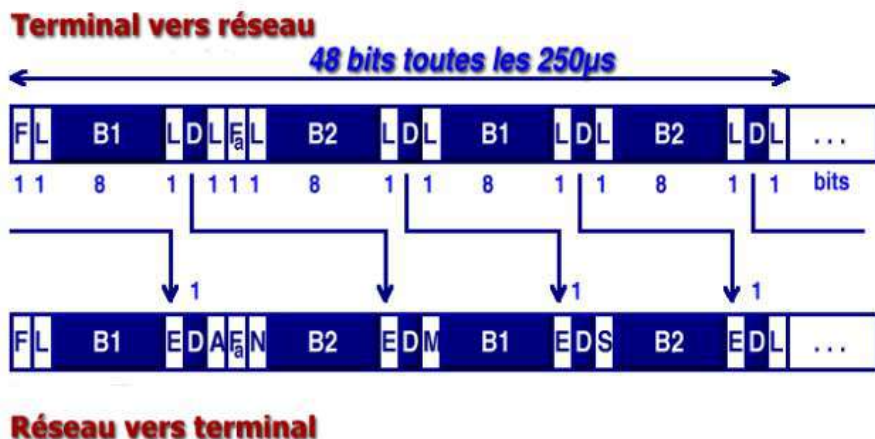 Terminal vers réseau
48 bits toutes les 250µs
F L B1 L D L Fa L B2 L D L B1 L D L B2 L D L ...
1 1 8 1 1 1 1 8 1 1 8 1 1 8 1 1 bits
1 1 1
F L B1 E D A Fa N B2 E D M B1 E D S B2 E D L ...
Réseau vers terminal